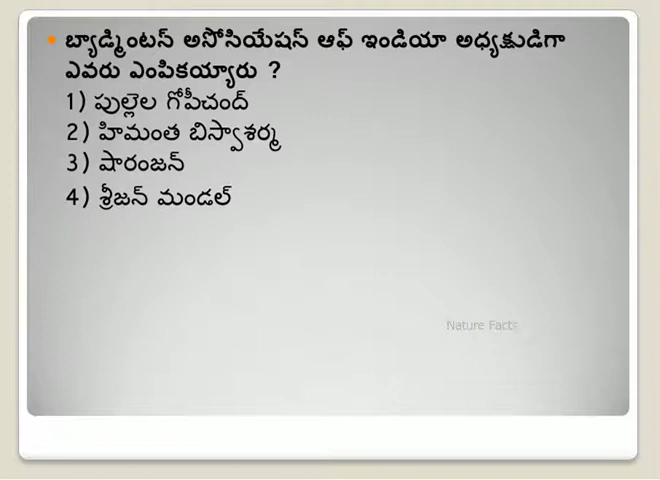 • బ్యాడ్మింటన్ అసోసియేషన్ ఆఫ్ ఇండియా అధ్యక్షుడిగా
ఎవరు ఎంపికయ్యారు ?
1) పుల్లెల గోపీచంద్
2) హిమంత బిస్వాశర్మ
3) షారంజన్
4) శ్రీజన్ మండల్
Nature Facts